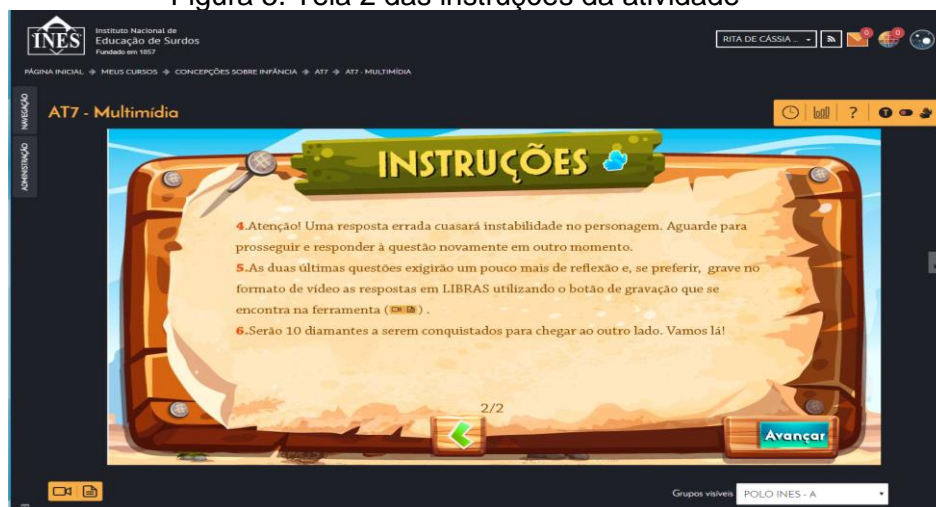 Figura 3. Tela 2 das instruções da atividade
INES
Instituto Nacional de
Educação de Surdos
Fundado em 1857
RITA DE CÁSSIA ...
0
0
PÁGINA INICIAL → MEUS CURSOS → CONCEPÇÕES SOBRE INFÂNCIA → AT7 → AT7 - MULTIMÍDIA
NAVEGAÇÃO
ADMINISTRAÇÃO
AT7 - Multimídia
?
T
INSTRUÇÕES
4.Atenção! Uma resposta errada cuasará instabilidade no personagem. Aguarde para
prosseguir e responder à questão novamente em outro momento.
5.As duas últimas questões exigirão um pouco mais de reflexão e, se preferir, grave no
formato de vídeo as respostas em LIBRAS utilizando o botão de gravação que se
encontra na ferramenta ( ) .
6.Serão 10 diamantes a serem conquistados para chegar ao outro lado. Vamos lá!
2/2
Avançar
Grupos visíveis
POLO INES - A